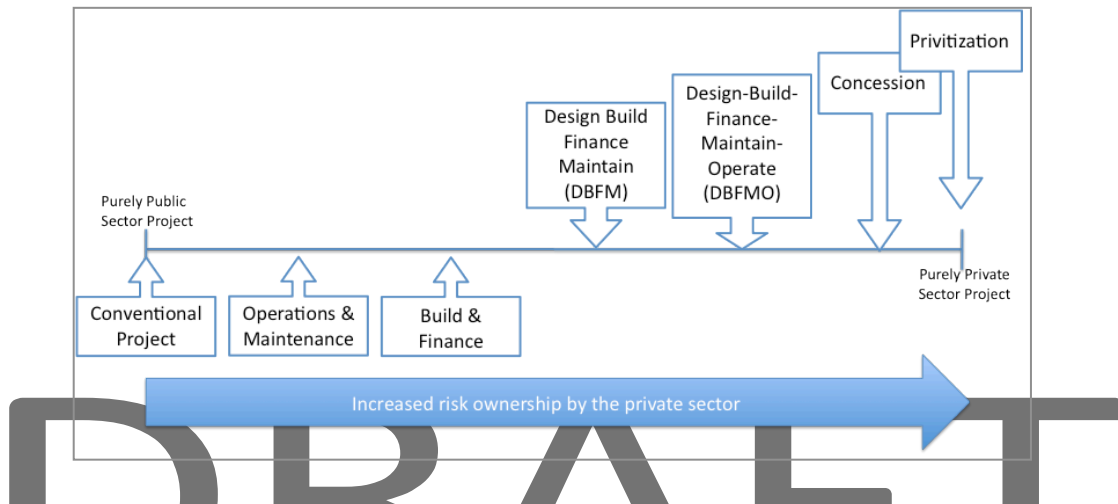 Privitization
Concession
Design-Build-
Finance-
Maintain-
Operate
(DBFMO)
Design Build
Finance
Maintain
(DBFM)
Purely Public
Sector Project
Purely Private
Sector Project
Conventional
Project
Operations &
Maintenance
Build &
Finance
Increased risk ownership by the private sector
DRAFT